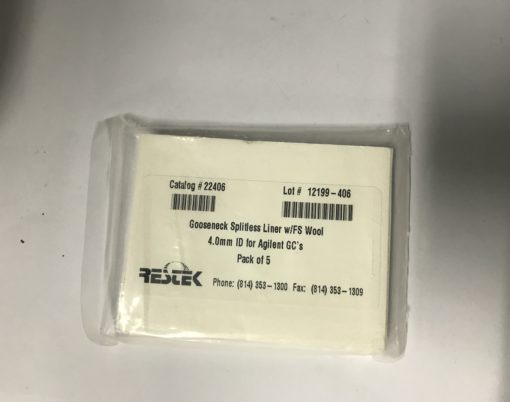 Catalog # 22406 Lot # 12199-406
Gooseneck Splitless Liner w/FS Wool
4.0mm ID for Agilent GC's
Pack of 5
RESTEK Phone: (814) 353-1300 Fax: (814) 353-1309